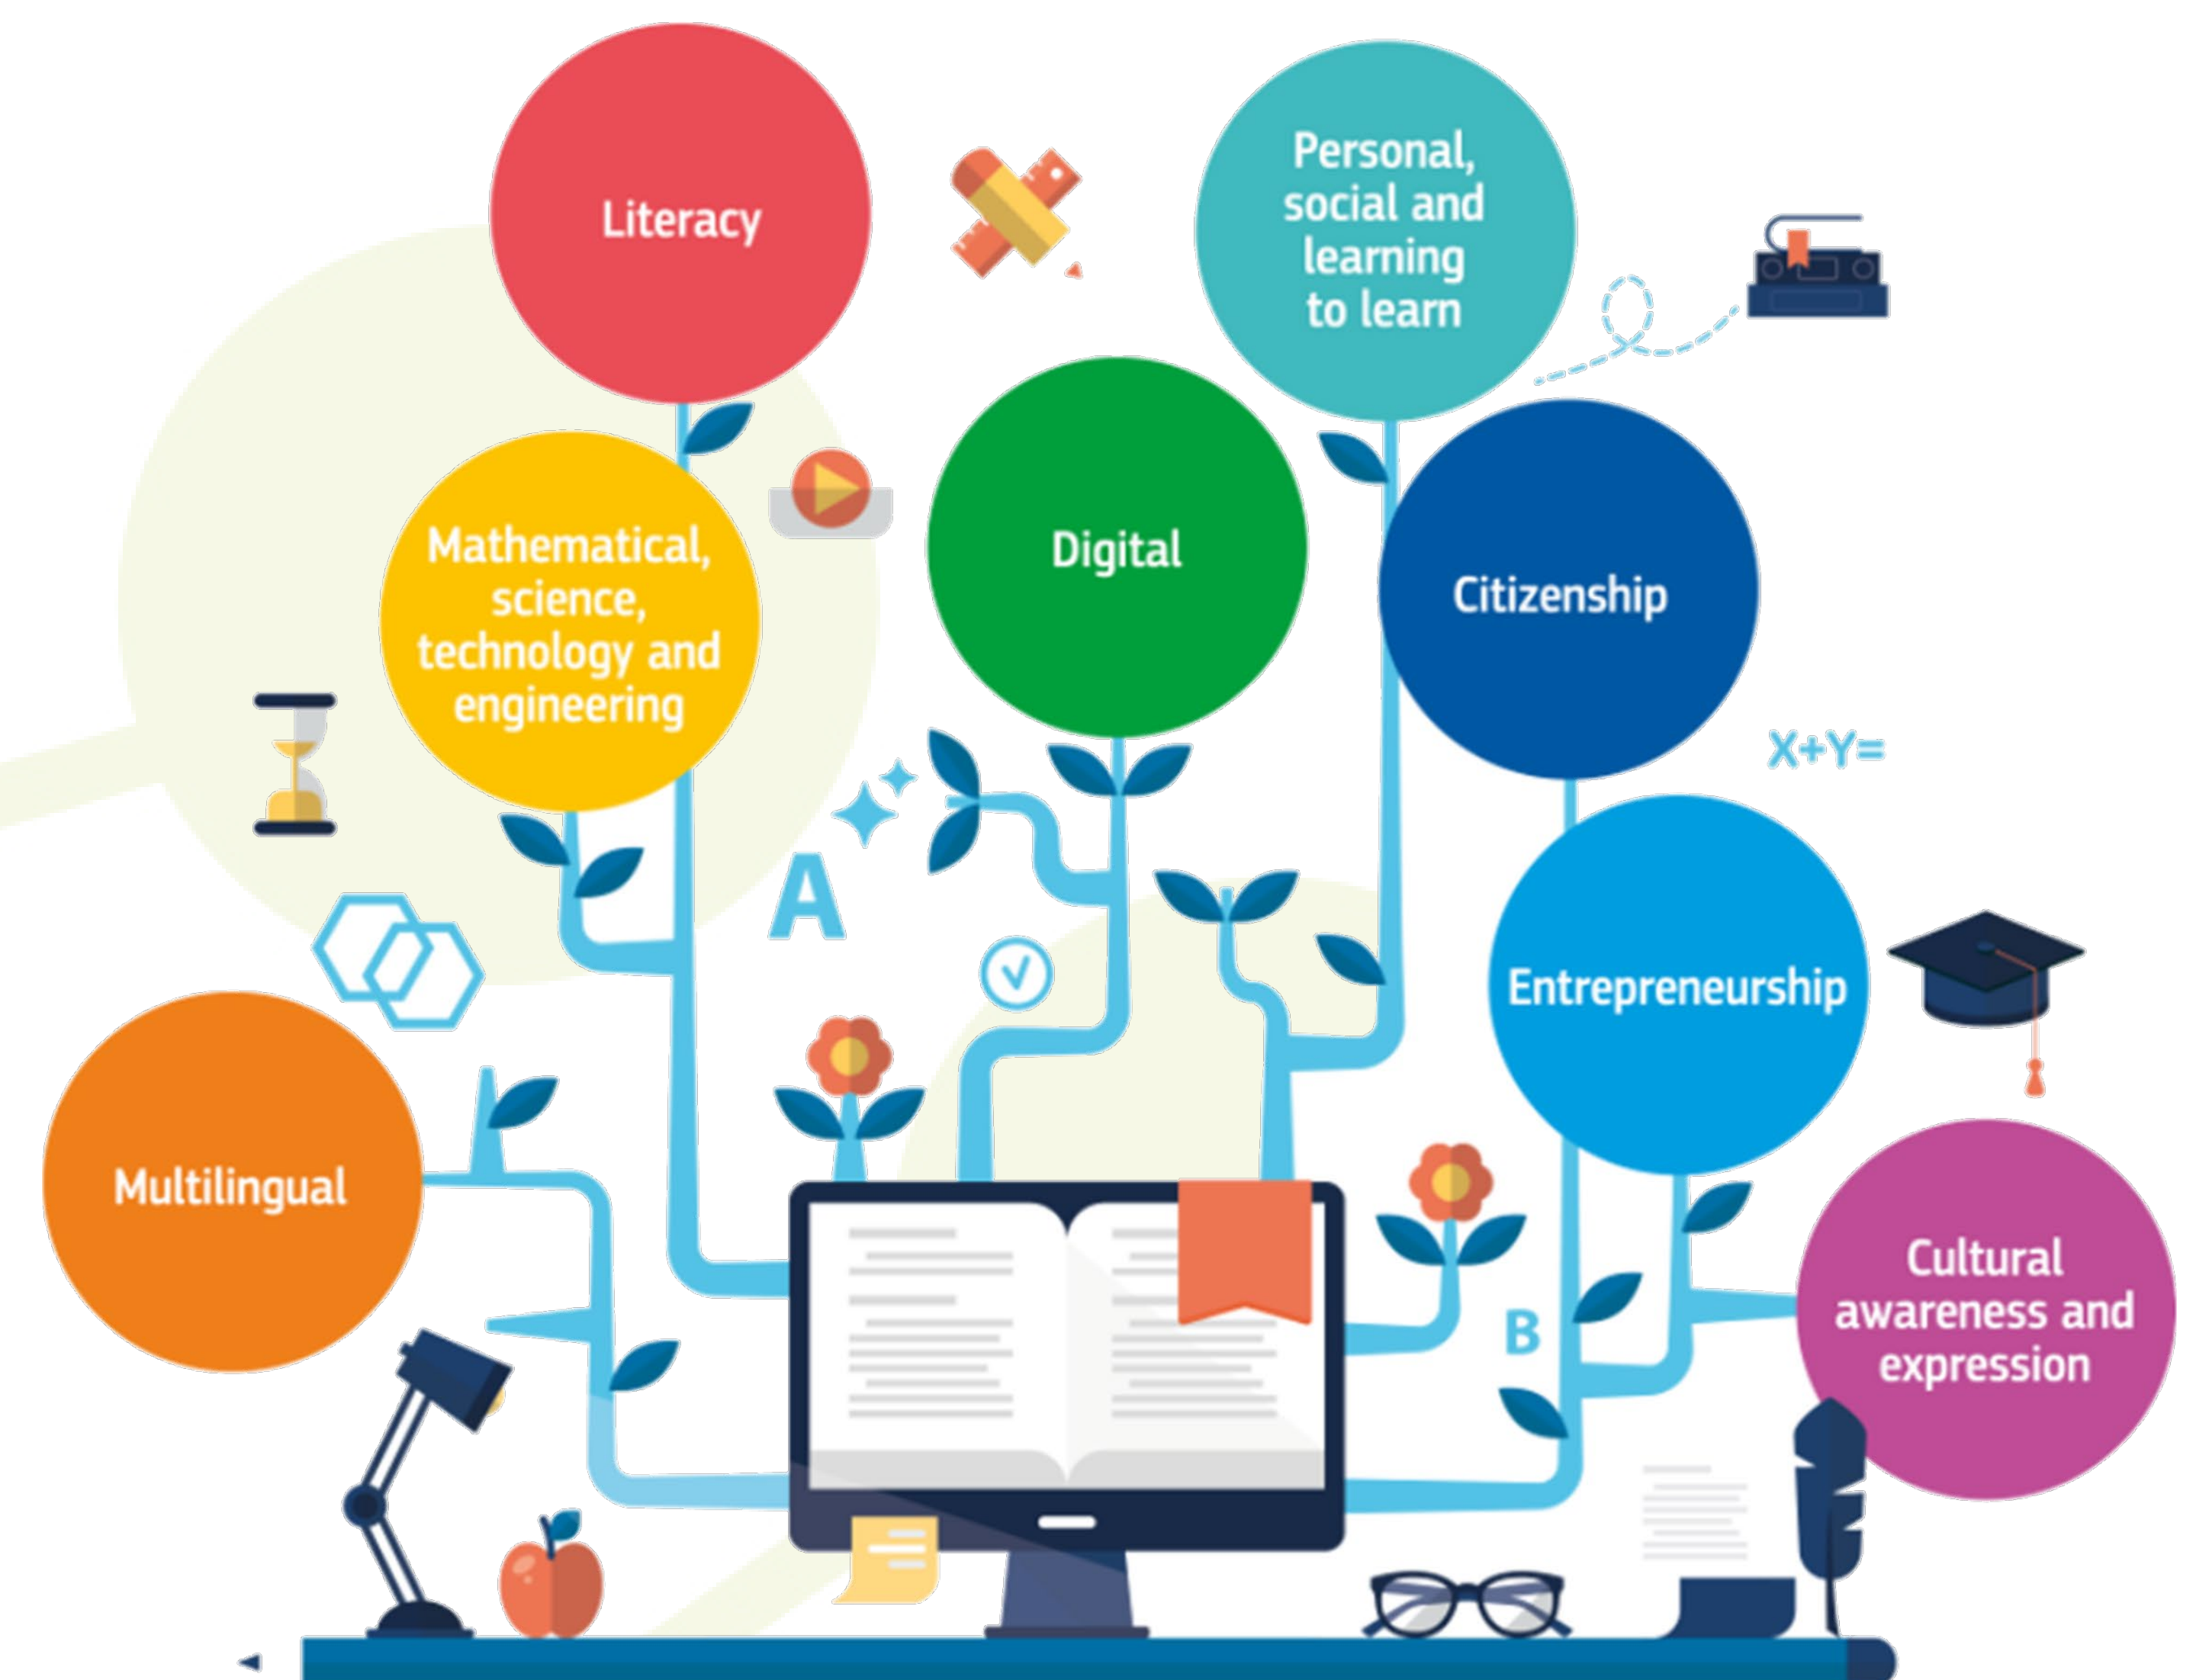 Literacy
Personal,
social and
learning
to learn
Mathematical,
science,
technology and
engineering
Digital
Citizenship
X+Y=
A
Entrepreneurship
Multilingual
Cultural
awareness and
expression
B